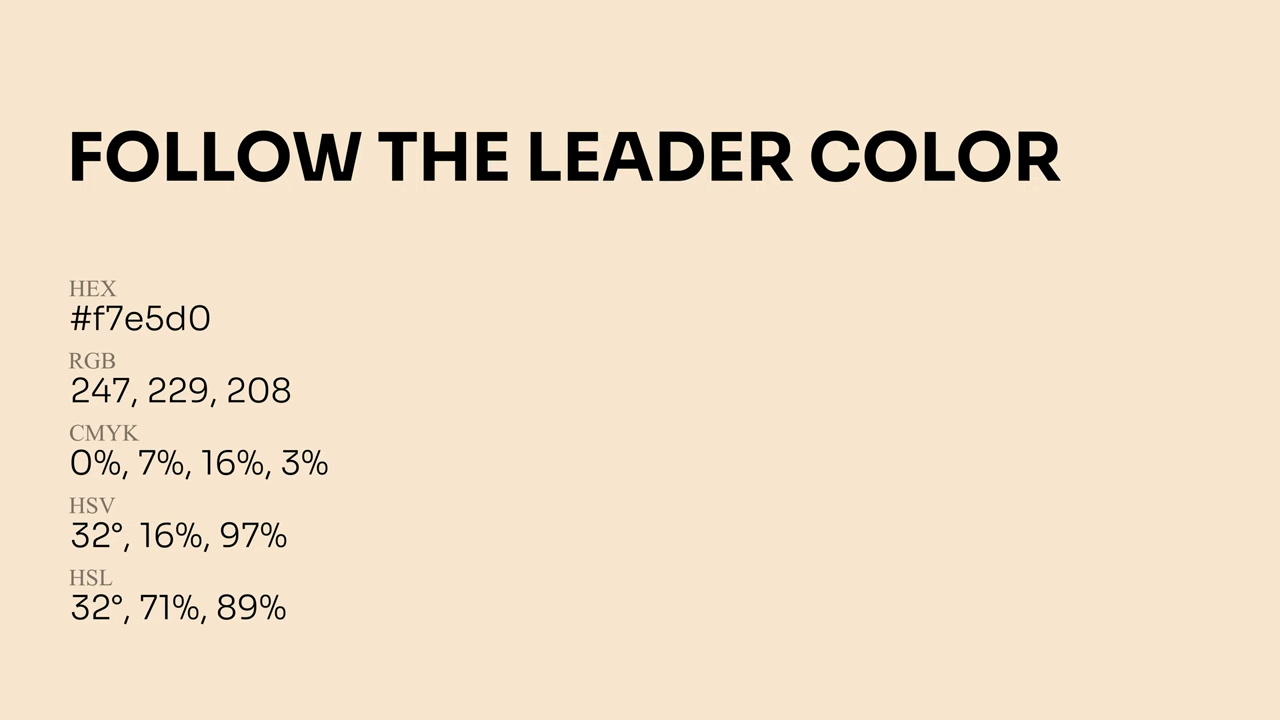 FOLLOW THE LEADER COLOR
HEX
#f7e5d0
RGB
247, 229, 208
CMYK
0%, 7%, 16%, 3%
HSV
32°, 16%, 97%
HSL
32°, 71%, 89%